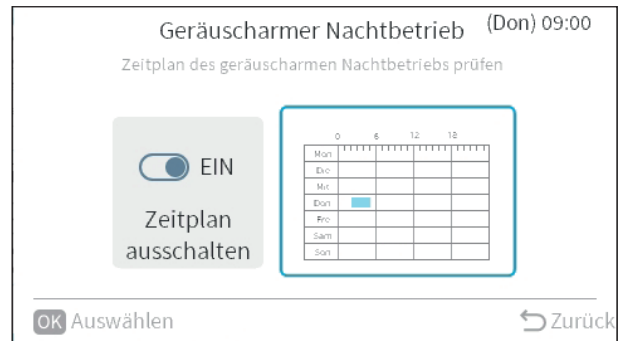 Geräuscharmer Nachtbetrieb (Don) 09:00
Zeitplan des geräuscharmen Nachtbetriebs prüfen
0 6 12 18
Mon
Die
Mit
Don
Fre
Sam
Son
EIN
Zeitplan
ausschalten
OK Auswählen
Zurück